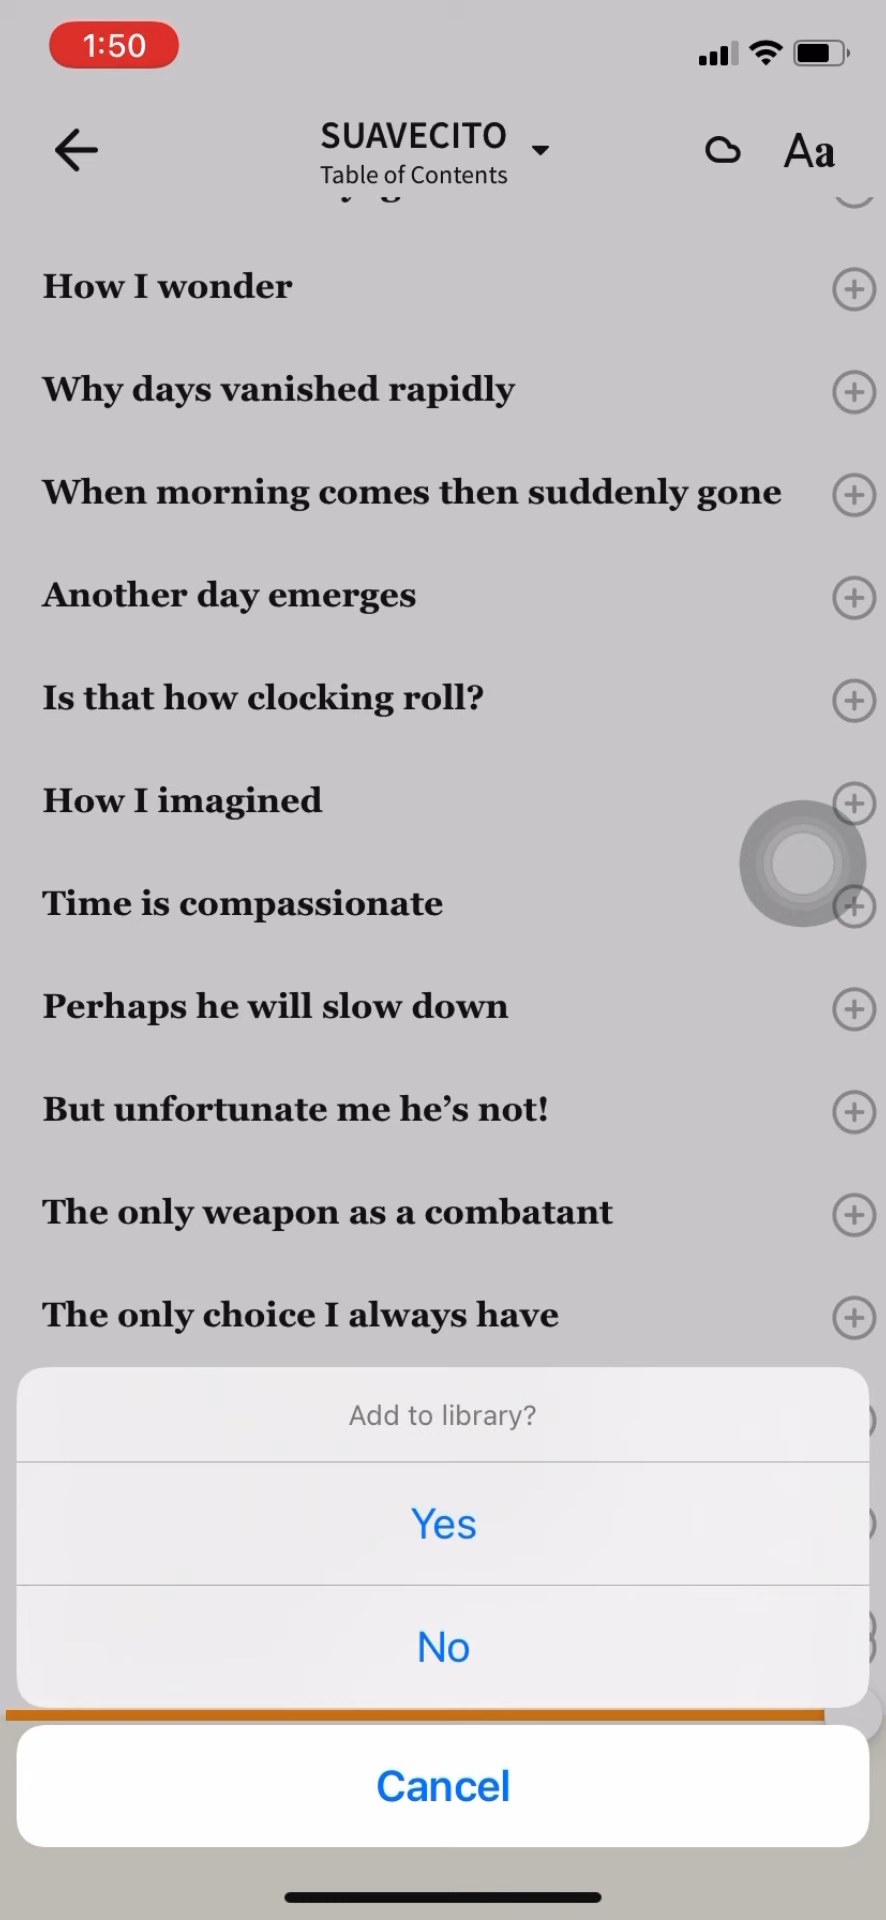 1:50
SUAVECITO
Table of Contents
Aa
How I wonder
Why days vanished rapidly
When morning comes then suddenly gone
Another day emerges
Is that how clocking roll?
How I imagined
Time is compassionate
Perhaps he will slow down
But unfortunate me he’s not!
The only weapon as a combatant
The only choice I always have
Add to library?
Yes
No
Cancel